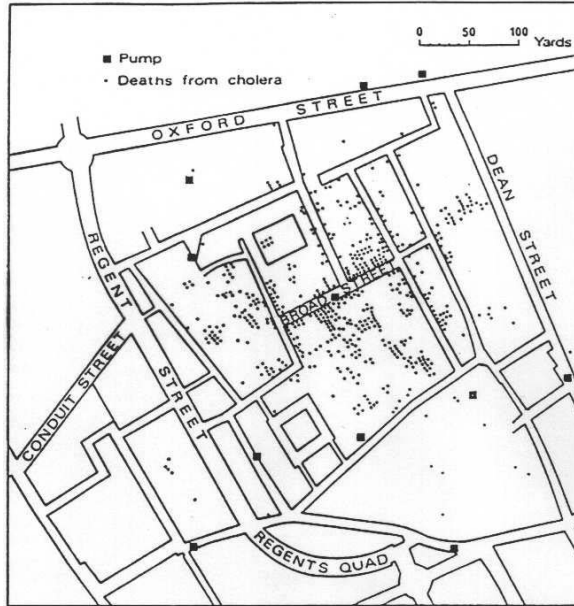 0 50 100
Yards
Pump
Deaths from cholera
OXFORD STREET
REGENT STREET
DEAN STREET
BROAD STREET
CONDUIT STREET
REGENTS QUAD